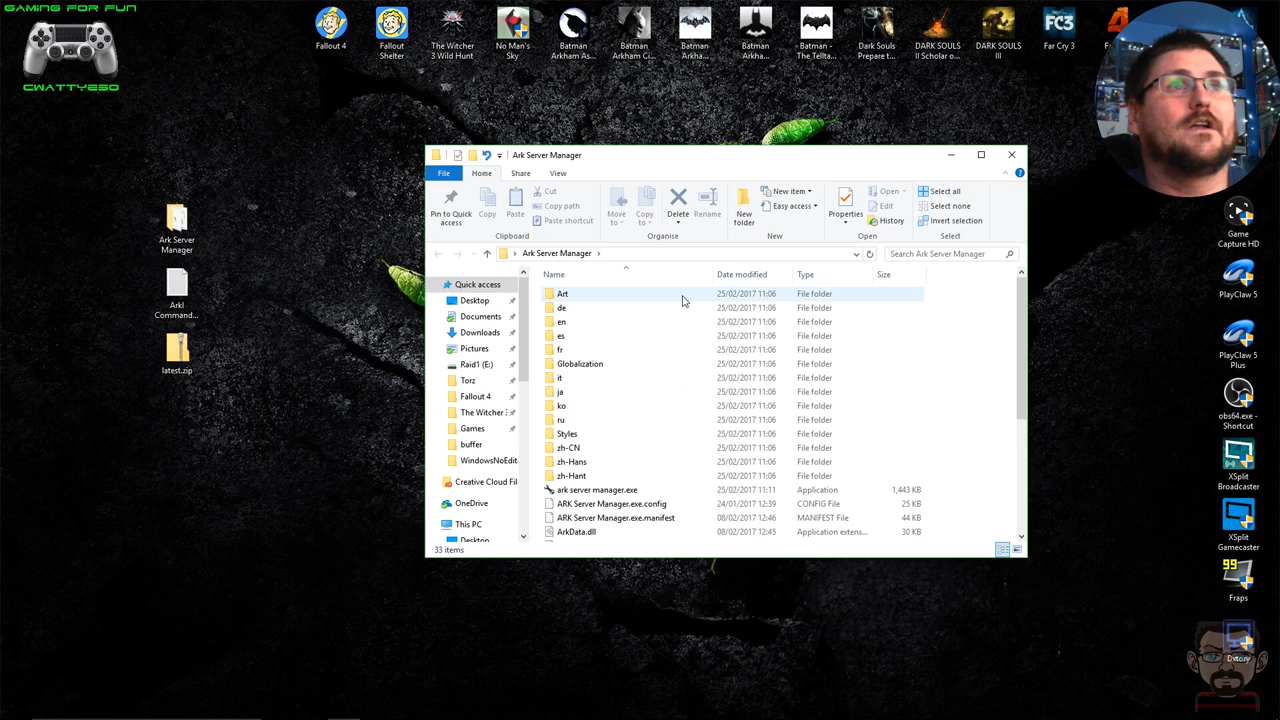 GAMING FOR FUN
CWATTYESO
Fallout 4
Fallout
Shelter
The Witcher
3 Wild Hunt
No Man's
Sky
Batman
Arkham As...
Batman
Arkham Ci...
Batman
Arkha...
Batman
Arkha...
Batman -
The Tellta...
Dark Souls
Prepare t...
DARK SOULS
II Scholar o...
DARK SOULS
III
FC3
Far Cry 3
Ark Server
Manager
ArkI
Command...
latest.zip
Ark Server Manager
File
Home
Share
View
Pin to Quick
access
Copy
Paste
Cut
Copy path
Paste shortcut
Clipboard
Move
to
Copy
to
Delete
Rename
Organise
New
folder
New item
Easy access
New
Properties
Open
Edit
History
Open
Select all
Select none
Invert selection
Select
Ark Server Manager
Search Ark Server Manager
Quick access
Desktop
Documents
Downloads
Pictures
Raid1 (E:)
Torz
Fallout 4
The Witcher
Games
buffer
WindowsNoEdit
Creative Cloud Fil
OneDrive
This PC
Desktop
Name Date modified Type Size
Art 25/02/2017 11:06 File folder
de 25/02/2017 11:06 File folder
en 25/02/2017 11:06 File folder
es 25/02/2017 11:06 File folder
fr 25/02/2017 11:06 File folder
Globalization 25/02/2017 11:06 File folder
it 25/02/2017 11:06 File folder
ja 25/02/2017 11:06 File folder
ko 25/02/2017 11:06 File folder
ru 25/02/2017 11:06 File folder
Styles 25/02/2017 11:06 File folder
zh-CN 25/02/2017 11:06 File folder
zh-Hans 25/02/2017 11:06 File folder
zh-Hant 25/02/2017 11:06 File folder
ark server manager.exe 25/02/2017 11:11 Application 1,443 KB
ARK Server Manager.exe.config 24/01/2017 12:39 CONFIG File 25 KB
ARK Server Manager.exe.manifest 08/02/2017 12:46 MANIFEST File 44 KB
ArkData.dll 08/02/2017 12:45 Application extens... 30 KB
33 items
Game
Capture HD
PlayClaw 5
PlayClaw 5
Plus
obs64.exe -
Shortcut
XSplit
Broadcaster
XSplit
Gamecaster
99
Fraps
Dxtory